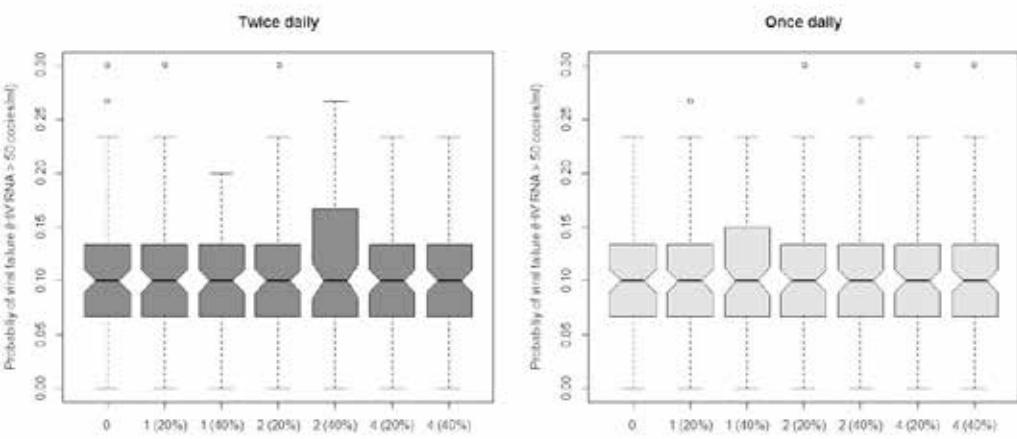 Twice daily
Probability of viral failure (HIV RNA > 50 copies/ml)
0.30
0.25
0.20
0.15
0.10
0.05
0.00
0 1 (20%) 1 (40%) 2 (20%) 2 (40%) 4 (20%) 4 (40%)
Once daily
Probability of viral failure (HIV RNA > 50 copies/ml)
0.30
0.25
0.20
0.15
0.10
0.05
0.00
0 1 (20%) 1 (40%) 2 (20%) 2 (40%) 4 (20%) 4 (40%)